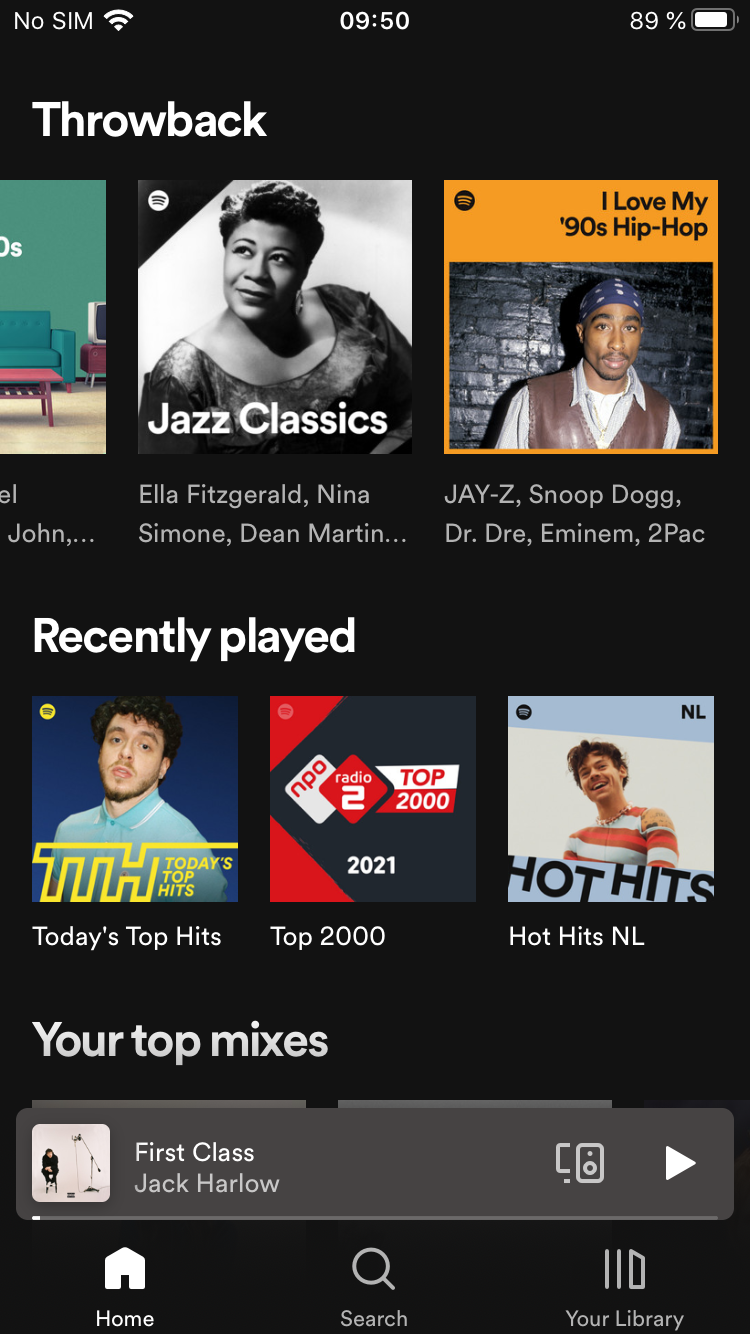 No SIM 09:50 89 %
Throwback
0s
Jazz Classics
I Love My
'90s Hip-Hop
el
John,...
Ella Fitzgerald, Nina
Simone, Dean Martin...
JAY-Z, Snoop Dogg,
Dr. Dre, Eminem, 2Pac
Recently played
TTH TODAY'S
TOP
HITS
npo radio 2 TOP
2000
2021
NL
HOT HITS
Today's Top Hits
Top 2000
Hot Hits NL
Your top mixes
First Class
Jack Harlow
Home
Search
Your Library